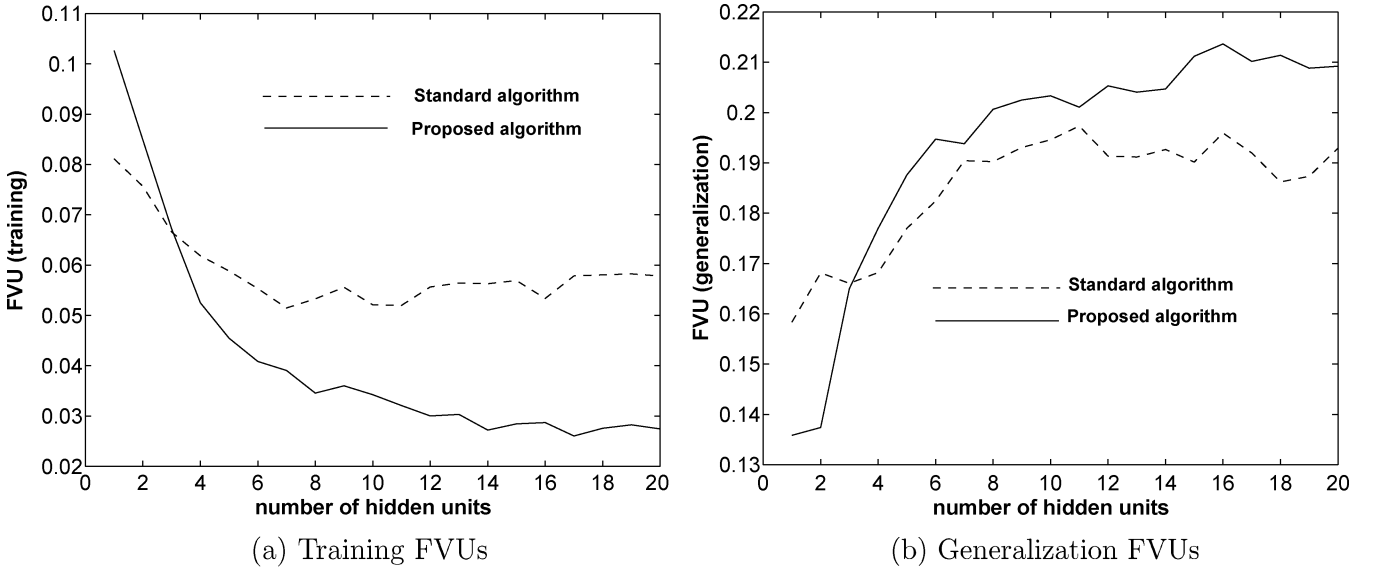 0.11
0.1
0.09
0.08
0.07
0.06
0.05
0.04
0.03
0.02
FVU (training)
Standard algorithm
Proposed algorithm
0 2 4 6 8 10 12 14 16 18 20
number of hidden units
(a) Training FVUs
0.22
0.21
0.2
0.19
0.18
0.17
0.16
0.15
0.14
0.13
FVU (generalization)
Standard algorithm
Proposed algorithm
0 2 4 6 8 10 12 14 16 18 20
number of hidden units
(b) Generalization FVUs